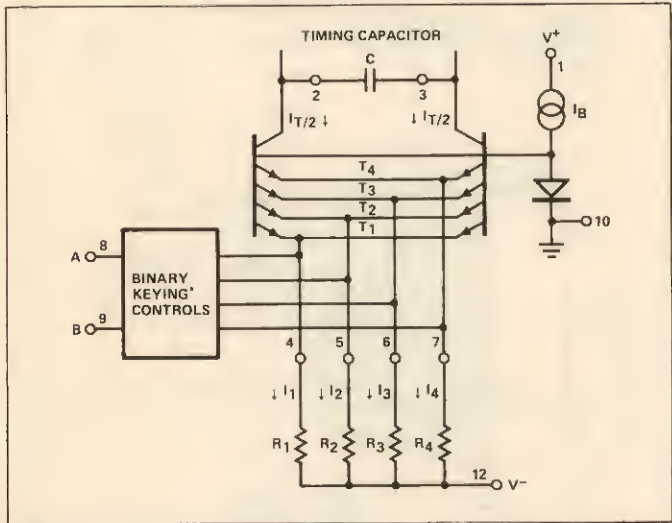 TIMING CAPACITOR
C
2
3
V+
1
IB
IT/2 ↓
↓ IT/2
T4
T3
T2
T1
10
A 8
B 9
BINARY
KEYING'
CONTROLS
4
5
6
7
↓ I1
↓ I2
↓ I3
↓ I4
R1
R2
R3
R4
12
V-